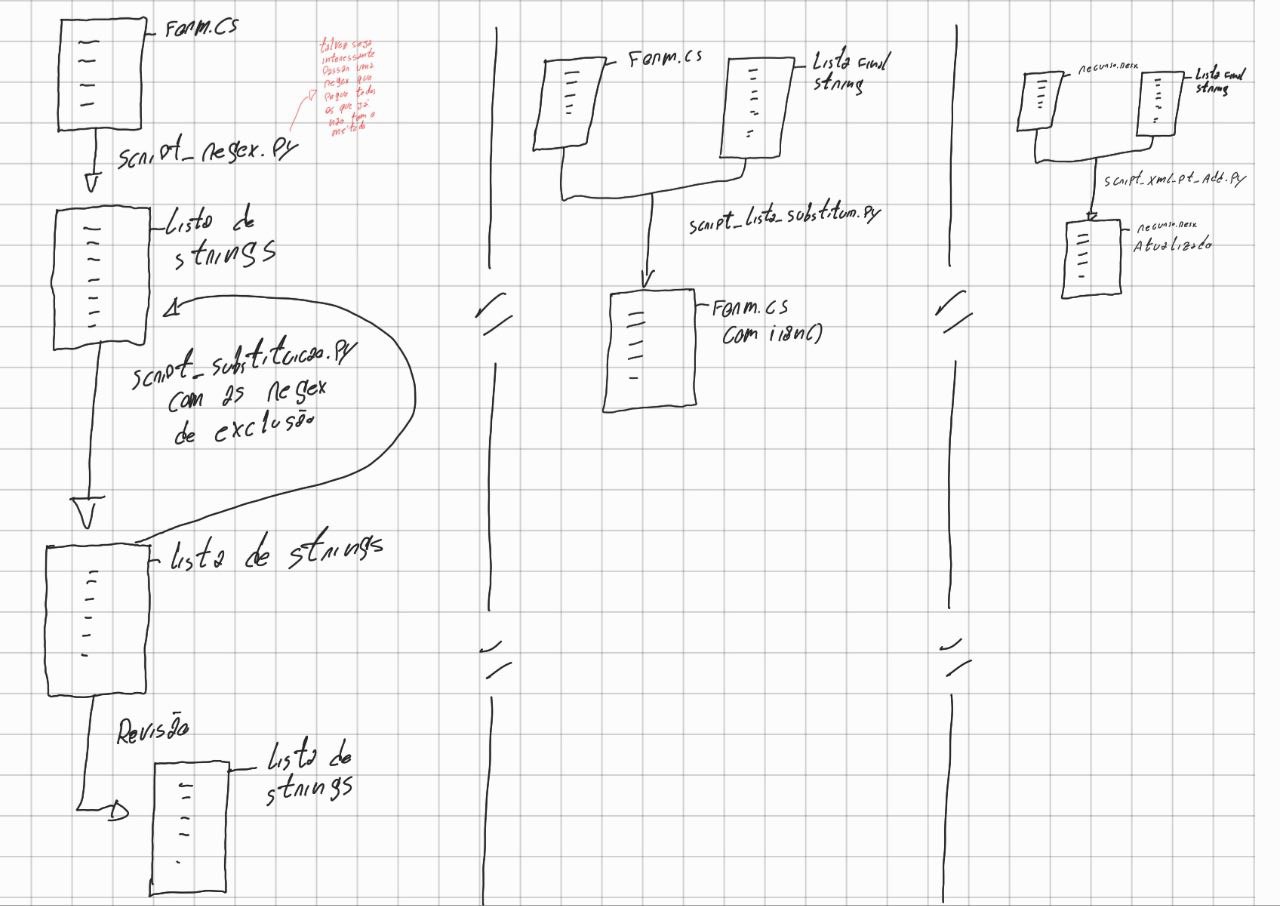 Form.cs
talvez seja
interessante
passar uma
regex que
pegue todos
os que já
não tem o
script_regex.py
Lista de
strings
script_substituicao.py
com as regex
de exclusão
Lista de strings
Revisão
Lista de
strings
Form.cs
Lista final
string
script_lista_substituir.py
Form.cs
com i18n()
recurso.resx
Lista final
string
script_xml_pt_Add.py
recurso.resx
Atualizado